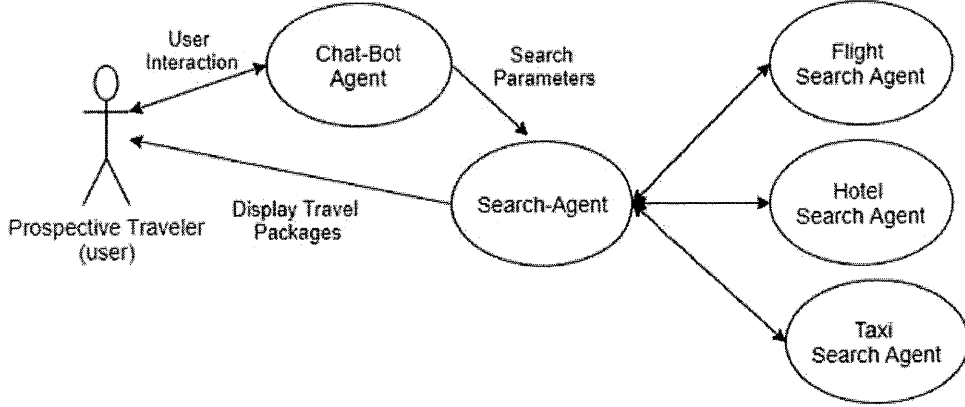 User
Interaction
Chat-Bot
Agent
Search
Parameters
Flight
Search Agent
Search-Agent
Hotel
Search Agent
Display Travel
Packages
Prospective Traveler
(user)
Taxi
Search Agent